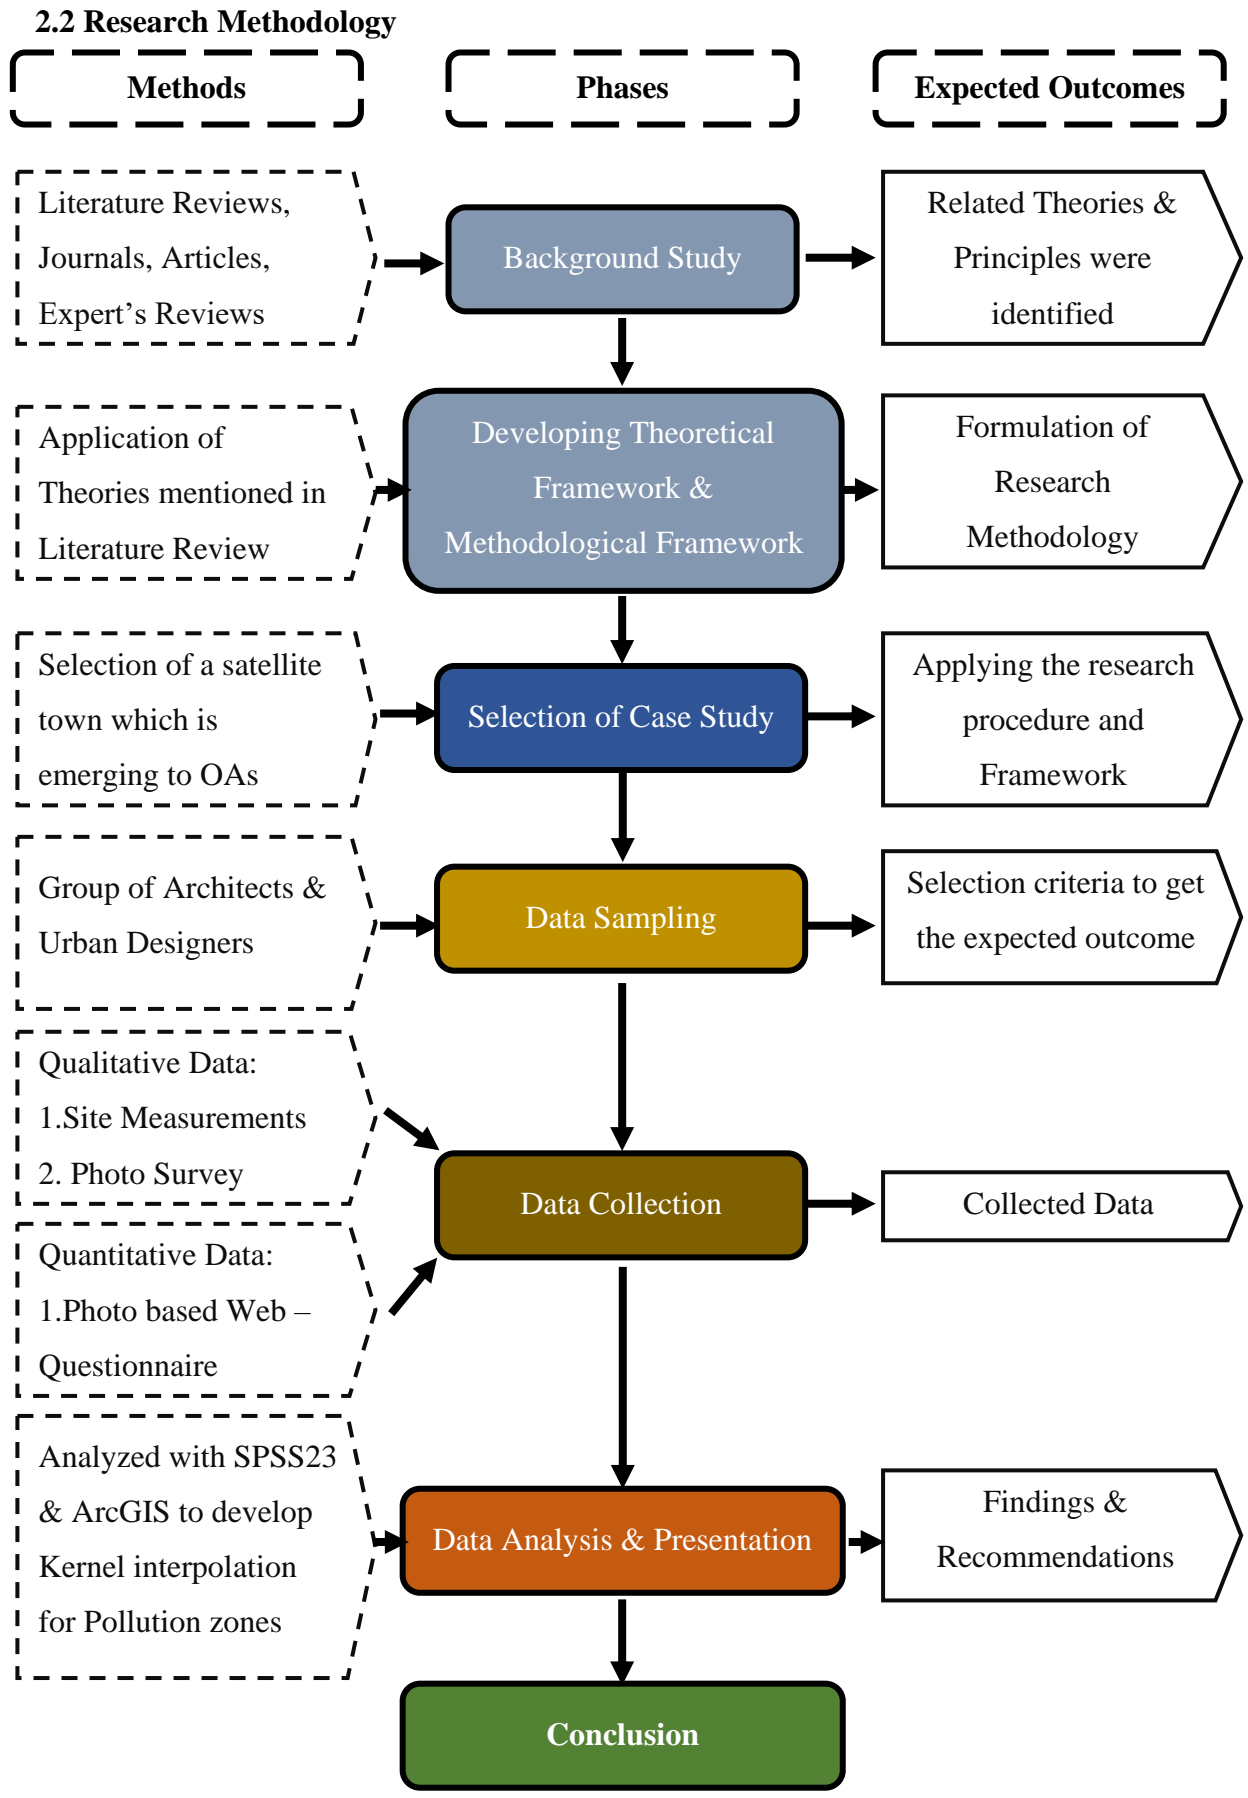 2.2 Research Methodology
Methods
Phases
Expected Outcomes
Literature Reviews,
Journals, Articles,
Expert’s Reviews
Background Study
Related Theories &
Principles were
identified
Application of
Theories mentioned in
Literature Review
Developing Theoretical
Framework &
Methodological Framework
Formulation of
Research
Methodology
Selection of a satellite
town which is
emerging to OAs
Selection of Case Study
Applying the research
procedure and
Framework
Group of Architects &
Urban Designers
Data Sampling
Selection criteria to get
the expected outcome
Qualitative Data:
1.Site Measurements
2. Photo Survey
Quantitative Data:
1.Photo based Web –
Questionnaire
Data Collection
Collected Data
Analyzed with SPSS23
& ArcGIS to develop
Kernel interpolation
for Pollution zones
Data Analysis & Presentation
Findings &
Recommendations
Conclusion